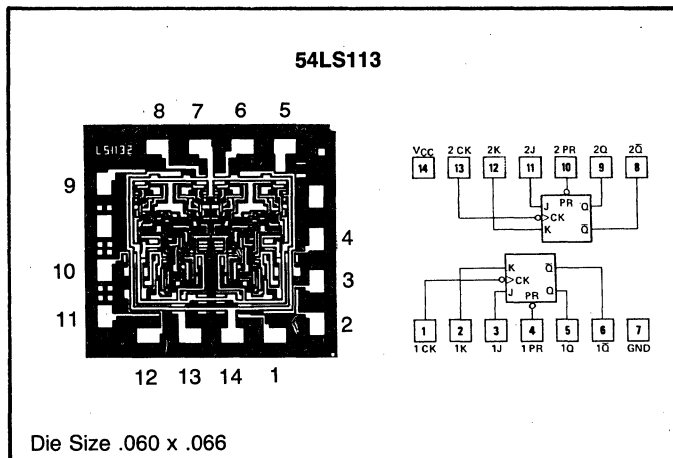 54LS113
8 7 6 5
LS1132
9
10
11
4
3
2
12 13 14 1
VCC 2 CK 2K 2J 2 PR 2Q 2Q̅
14 13 12 11 10 9 8
PR
J Q
CK
K Q̅
K Q̅
CK
J Q
PR
1 2 3 4 5 6 7
1 CK 1K 1J 1 PR 1Q 1Q̅ GND
Die Size .060 x .066